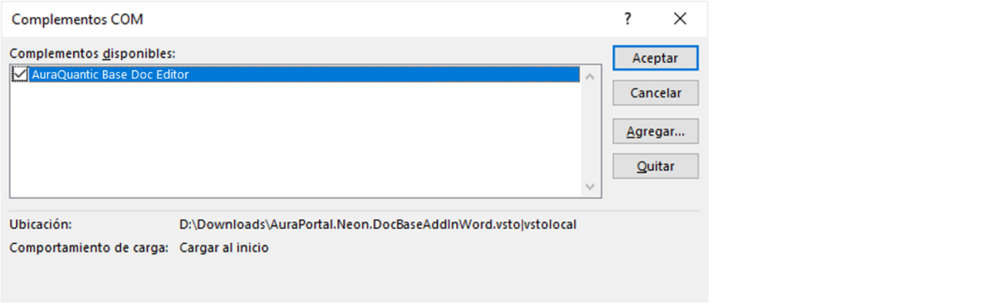 Complementos COM
?
Complementos disponibles:
AuraQuantic Base Doc Editor
Aceptar
Cancelar
Agregar...
Quitar
Ubicación: D:\Downloads\AuraPortal.Neon.DocBaseAddInWord.vsto|vstolocal
Comportamiento de carga: Cargar al inicio